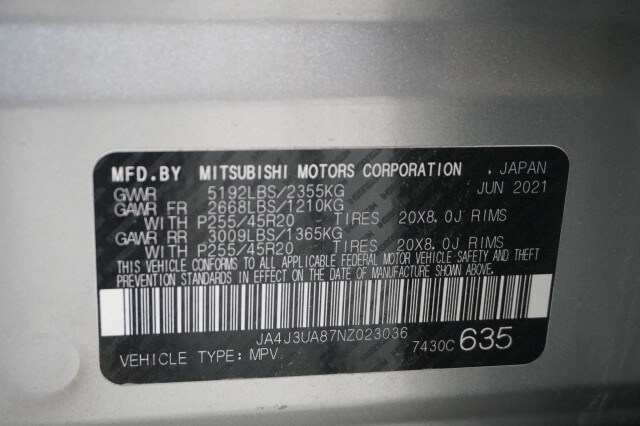 MFD.BY MITSUBISHI MOTORS CORPORATION . JAPAN
GVWR 5192LBS/2355KG JUN 2021
GAWR FR 2668LBS/1210KG
WITH P255/45R20 TIRES 20X8.0J RIMS
GAWR RR 3009LBS/1365KG
WITH P255/45R20 TIRES 20X8.0J RIMS
THIS VEHICLE CONFORMS TO ALL APPLICABLE FEDERAL MOTOR VEHICLE SAFETY AND THEFT
PREVENTION STANDARDS IN EFFECT ON THE DATE OF MANUFACTURE SHOWN ABOVE.
JA4J3UA87NZ023036
VEHICLE TYPE: MPV 7430C 635